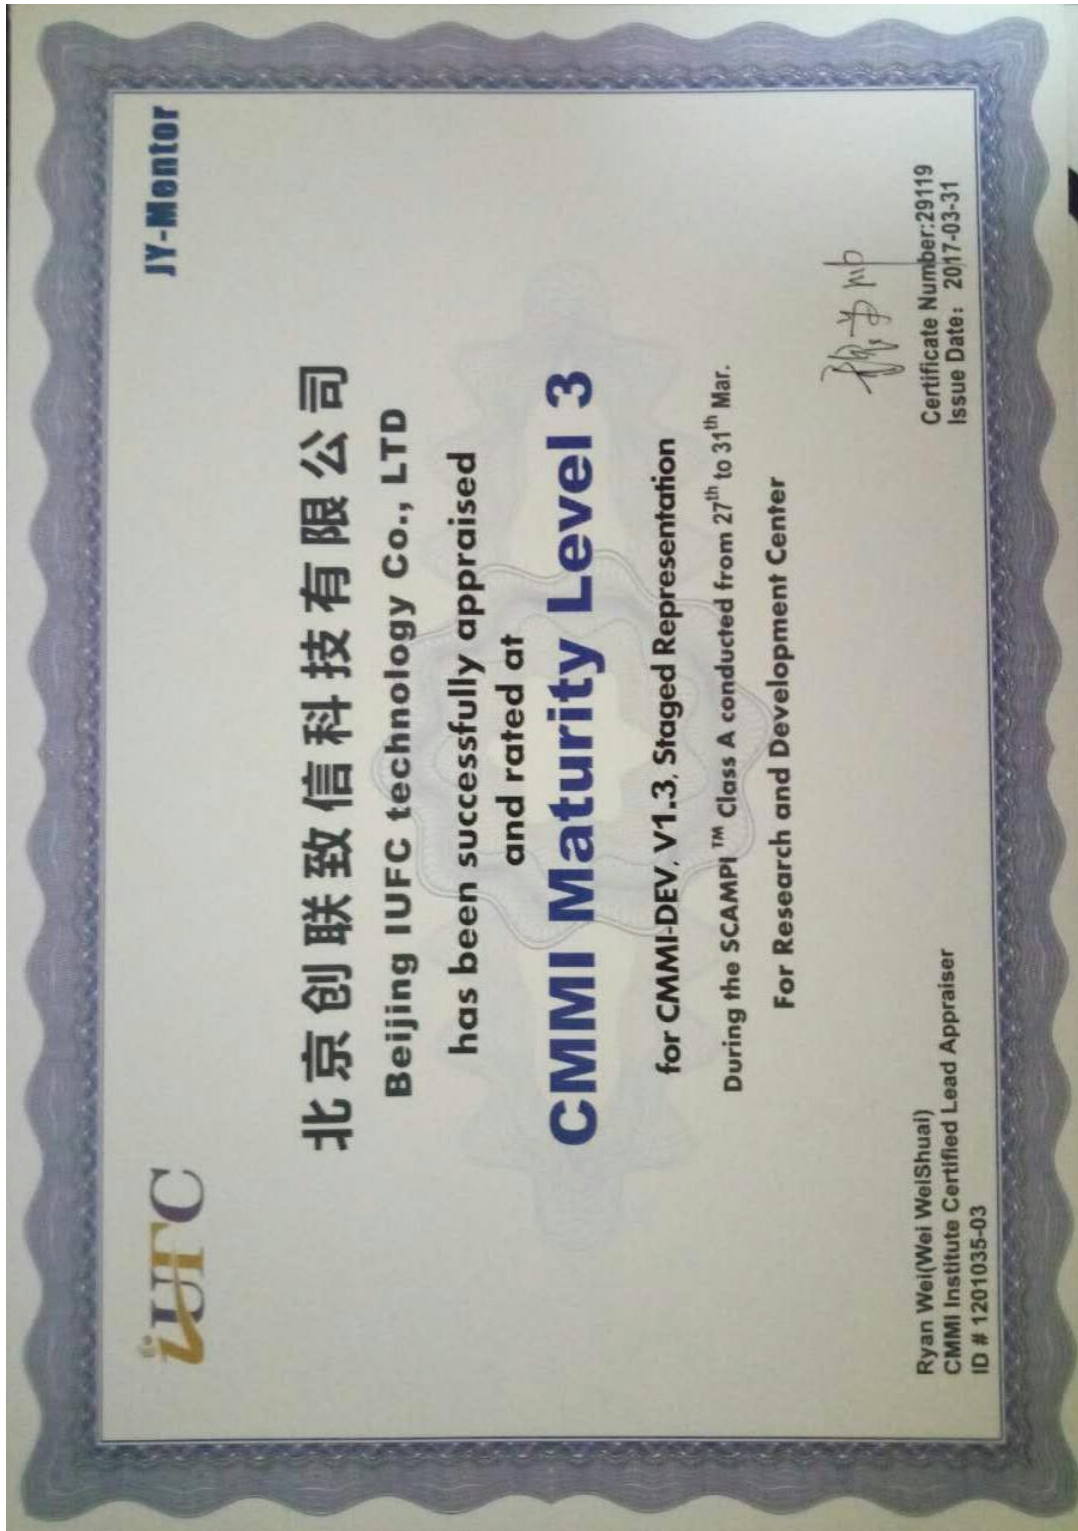 iUFC
JY-Mentor
北京创联致信科技有限公司
Beijing IUFC technology Co., LTD
has been successfully appraised
and rated at
CMMI Maturity Level 3
for CMMI-DEV, V1.3, Staged Representation
During the SCAMPI ™ Class A conducted from 27th to 31th Mar.
For Research and Development Center
Ryan Wei(Wei WeiShuai)
CMMI Institute Certified Lead Appraiser
ID # 1201035-03
Certificate Number:29119
Issue Date: 2017-03-31